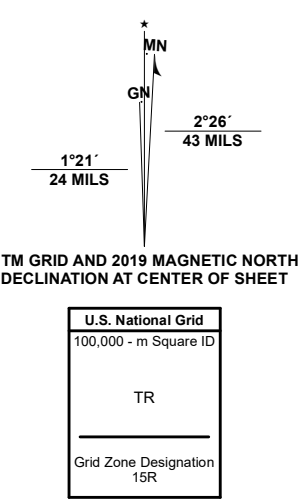 MN
GN
2°26´
43 MILS
1°21´
24 MILS
TM GRID AND 2019 MAGNETIC NORTH
DECLINATION AT CENTER OF SHEET
U.S. National Grid
100,000 - m Square ID
TR
Grid Zone Designation
15R